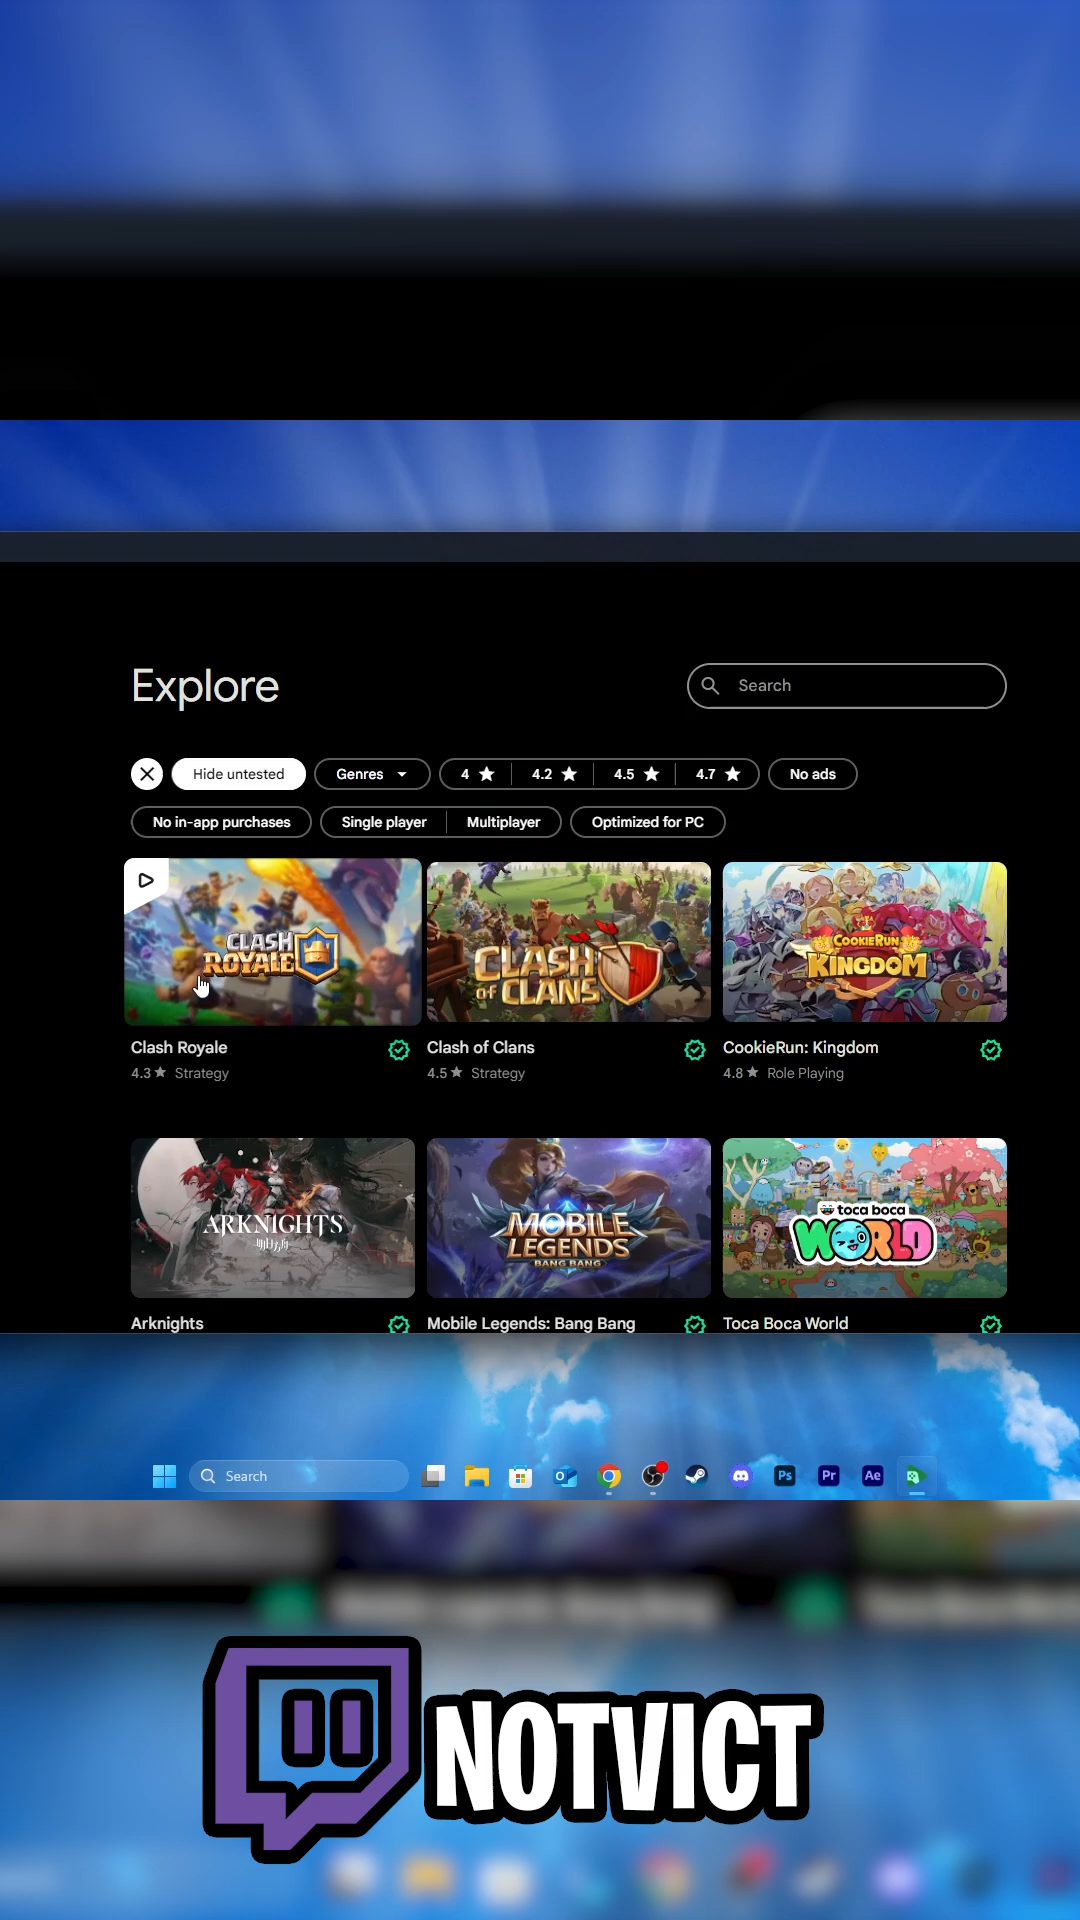 Explore
Search
Hide untested
Genres
4 ★ 4.2 ★ 4.5 ★ 4.7 ★
No ads
No in-app purchases
Single player
Multiplayer
Optimized for PC
CLASH
ROYALE
CLASH
OF CLANS
COOKIERUN
KINGDOM
Clash Royale
4.3 ★ Strategy
Clash of Clans
4.5 ★ Strategy
CookieRun: Kingdom
4.8 ★ Role Playing
ARKNIGHTS
MOBILE
LEGENDS
BANG BANG
toca boca
WORLD
Arknights
Mobile Legends: Bang Bang
Toca Boca World
Search
Ps
Pr
Ae
NOTVICT